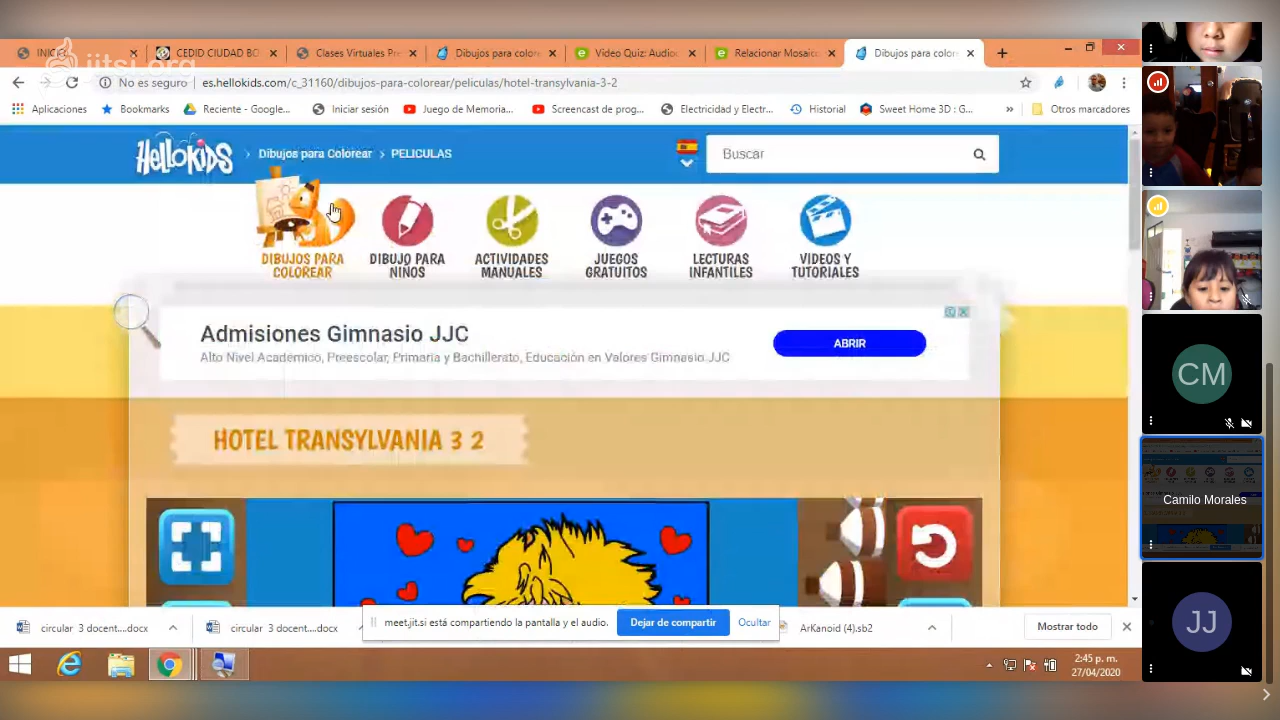 jitsi.org
CEDID CIUDAD BO
Clases Virtuales Pre
Dibujos para colore
Video Quiz: Audio
Relacionar Mosaico
Dibujos para colore
No es seguro
es.hellokids.com/c_31160/dibujos-para-colorear/peliculas/hotel-transylvania-3-2
Aplicaciones
Bookmarks
Reciente - Google...
Iniciar sesión
Juego de Memoria...
Screencast de prog...
Electricidad y Electr...
Historial
Sweet Home 3D : G...
»
Otros marcadores
HELLOKIDS
Dibujos para Colorear
PELICULAS
Buscar
DIBUJOS PARA
COLOREAR
DIBUJO PARA
NIÑOS
ACTIVIDADES
MANUALES
JUEGOS
GRATUITOS
LECTURAS
INFANTILES
VIDEOS Y
TUTORIALES
Admisiones Gimnasio JJC
Alto Nivel Académico, Preescolar, Primaria y Bachillerato, Educación en Valores Gimnasio JJC
ABRIR
HOTEL TRANSYLVANIA 3 2
circular 3 docent....docx
circular 3 docent....docx
meet.jit.si está compartiendo la pantalla y el audio.
Dejar de compartir
Ocultar
ArKanoid (4).sb2
Mostrar todo
2:45 p. m.
27/04/2020
CM
Camilo Morales
JJ